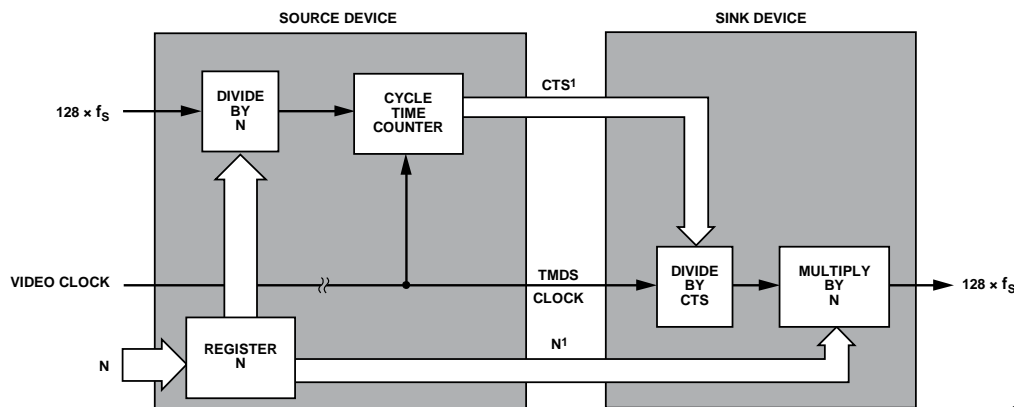 SOURCE DEVICE
SINK DEVICE
128 × fS
DIVIDE
BY
N
CYCLE
TIME
COUNTER
CTS1
VIDEO CLOCK
TMDS
CLOCK
DIVIDE
BY
CTS
MULTIPLY
BY
N
128 × fS
N
REGISTER
N
N1